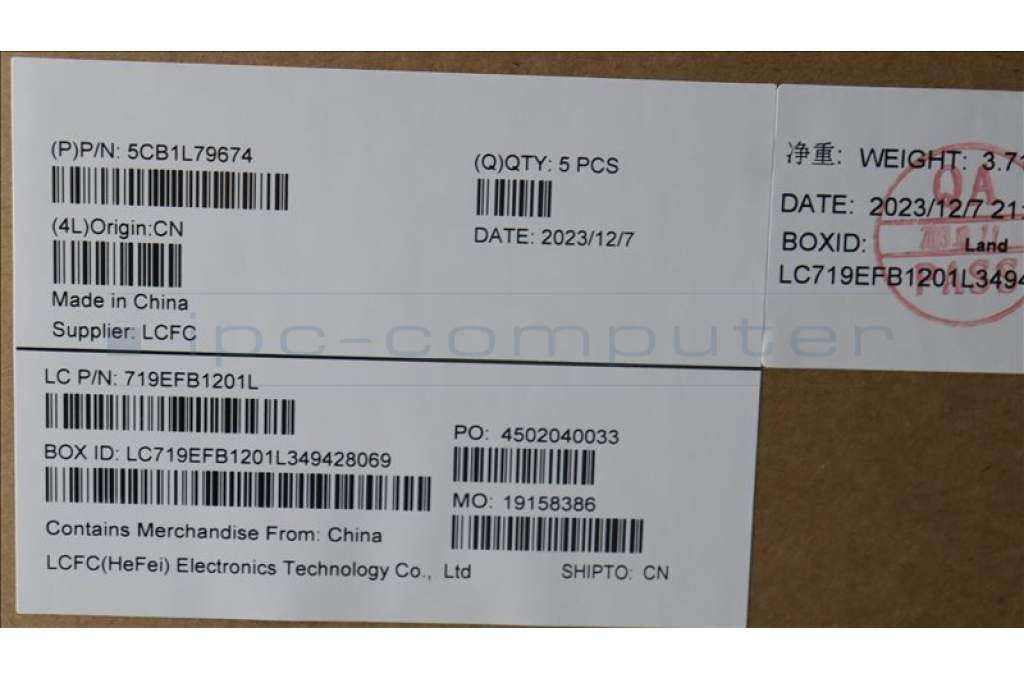 (P)P/N: 5CB1L79674
(Q)QTY: 5 PCS
(4L)Origin:CN
DATE: 2023/12/7
Made in China
Supplier: LCFC
LC P/N: 719EFB1201L
PO: 4502040033
BOX ID: LC719EFB1201L349428069
MO: 19158386
Contains Merchandise From: China
LCFC(HeFei) Electronics Technology Co., Ltd
SHIPTO: CN
净重: WEIGHT: 3.7
DATE: 2023/12/7 21:
BOXID: Land
LC719EFB1201L349
QA
PASS
ipc-computer